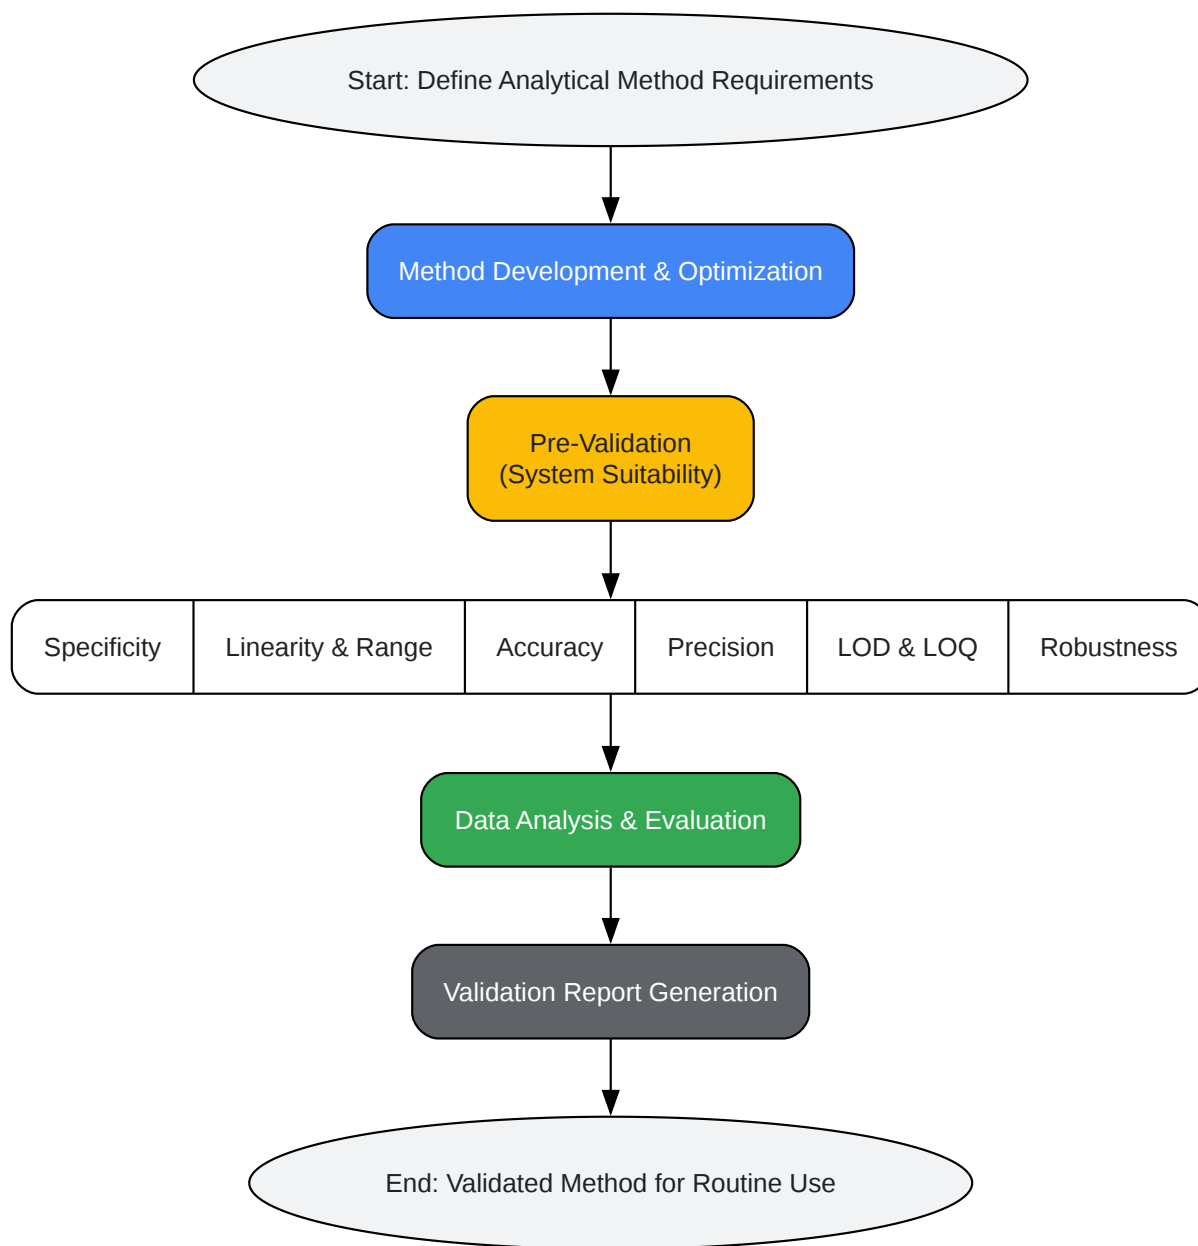 Start: Define Analytical Method Requirements
Method Development & Optimization
Pre-Validation
(System Suitability)
Specificity
Linearity & Range
Accuracy
Precision
LOD & LOQ
Robustness
Data Analysis & Evaluation
Validation Report Generation
End: Validated Method for Routine Use